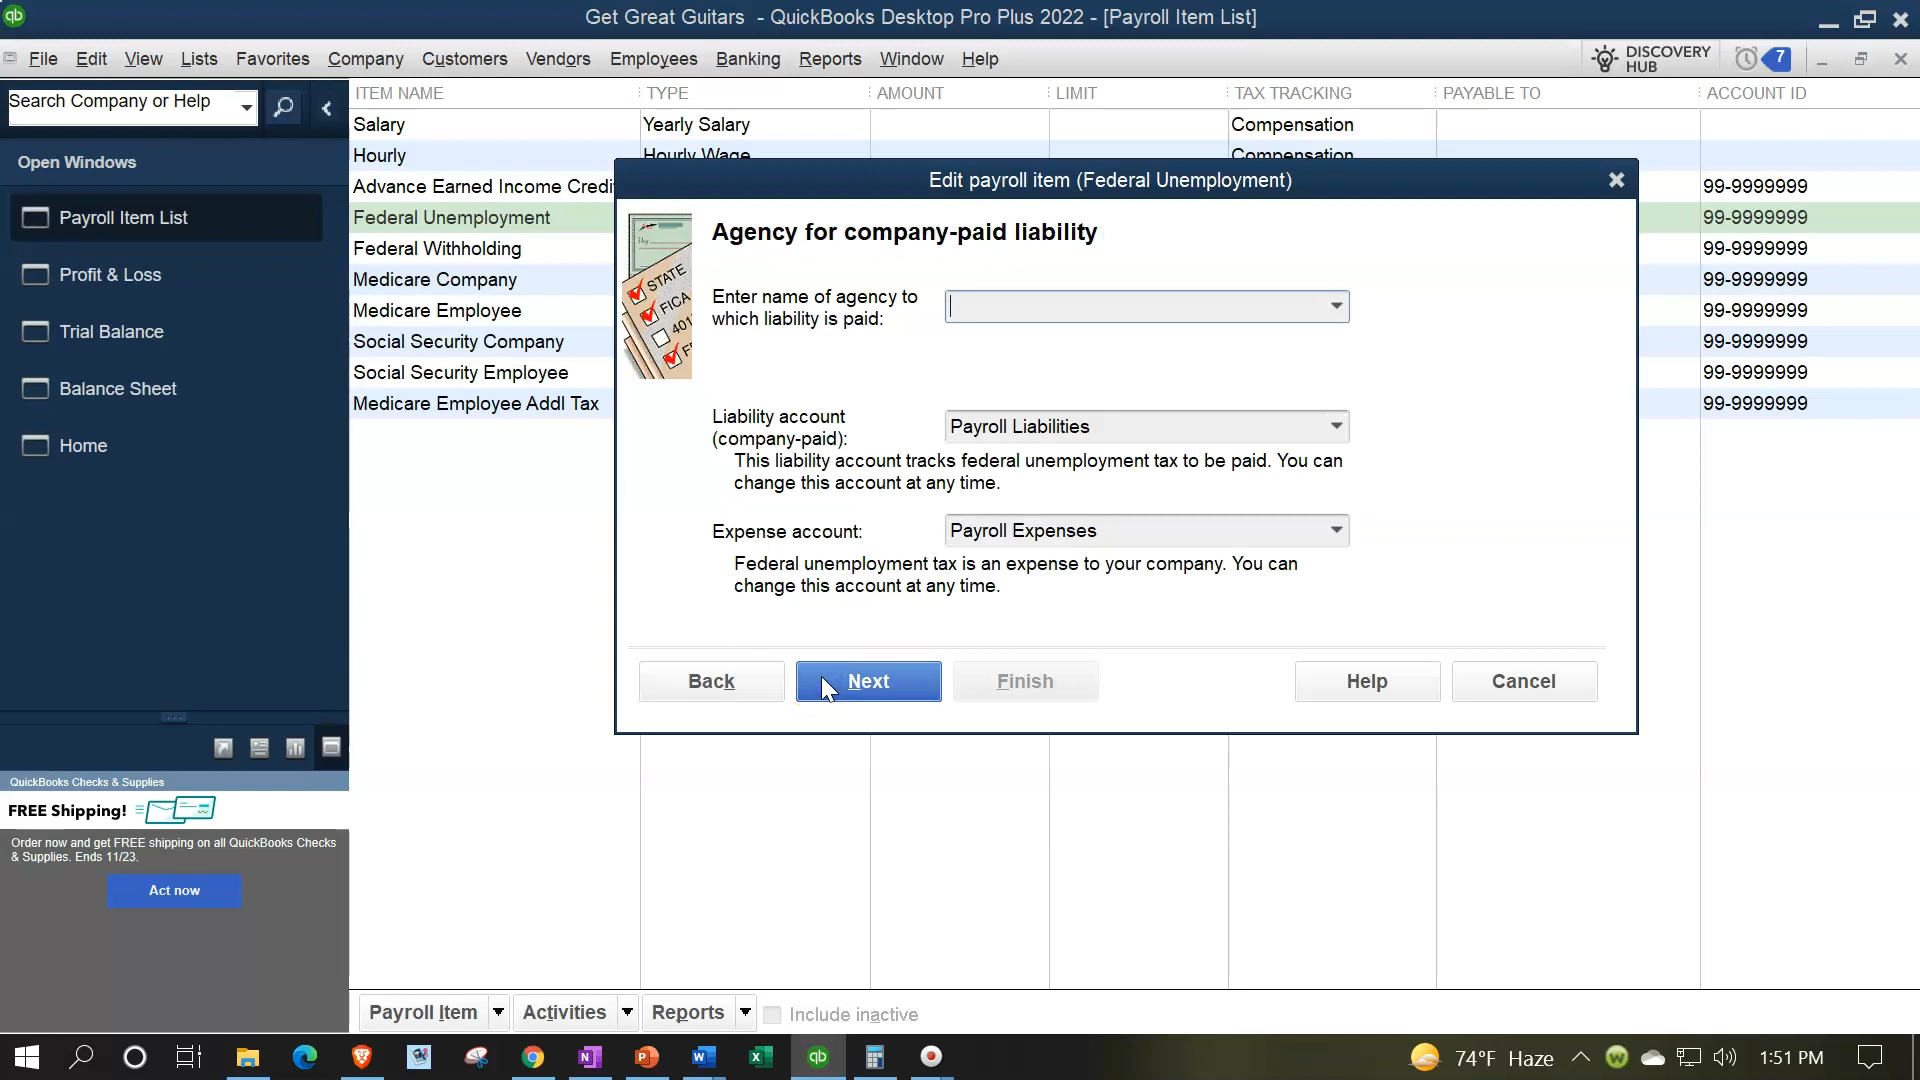 Get Great Guitars - QuickBooks Desktop Pro Plus 2022 - [Payroll Item List]
File Edit View Lists Favorites Company Customers Vendors Employees Banking Reports Window Help
DISCOVERY HUB
7
Search Company or Help
Open Windows
Payroll Item List
Profit & Loss
Trial Balance
Balance Sheet
Home
QuickBooks Checks & Supplies
FREE Shipping!
Order now and get FREE shipping on all QuickBooks Checks
& Supplies. Ends 11/23.
Act now
ITEM NAME TYPE AMOUNT LIMIT TAX TRACKING PAYABLE TO ACCOUNT ID
Salary Yearly Salary Compensation
Hourly Hourly Wage Compensation
Advance Earned Income Credi 99-9999999
Federal Unemployment 99-9999999
Federal Withholding 99-9999999
Medicare Company 99-9999999
Medicare Employee 99-9999999
Social Security Company 99-9999999
Social Security Employee 99-9999999
Medicare Employee Addl Tax 99-9999999
Edit payroll item (Federal Unemployment)
STATE
FICA
Agency for company-paid liability
Enter name of agency to
which liability is paid:
Liability account
(company-paid):
Payroll Liabilities
This liability account tracks federal unemployment tax to be paid. You can
change this account at any time.
Expense account:
Payroll Expenses
Federal unemployment tax is an expense to your company. You can
change this account at any time.
Back Next Finish Help Cancel
Payroll Item Activities Reports Include inactive
74°F Haze 1:51 PM